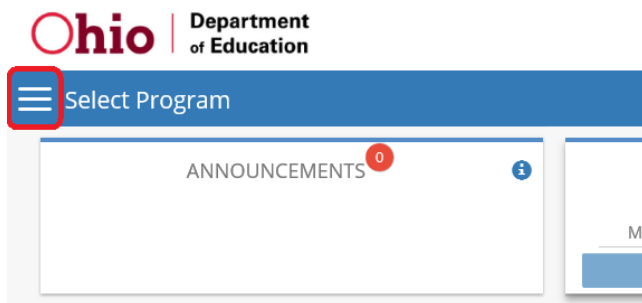 Ohio Department
of Education
Select Program
ANNOUNCEMENTS 0
M